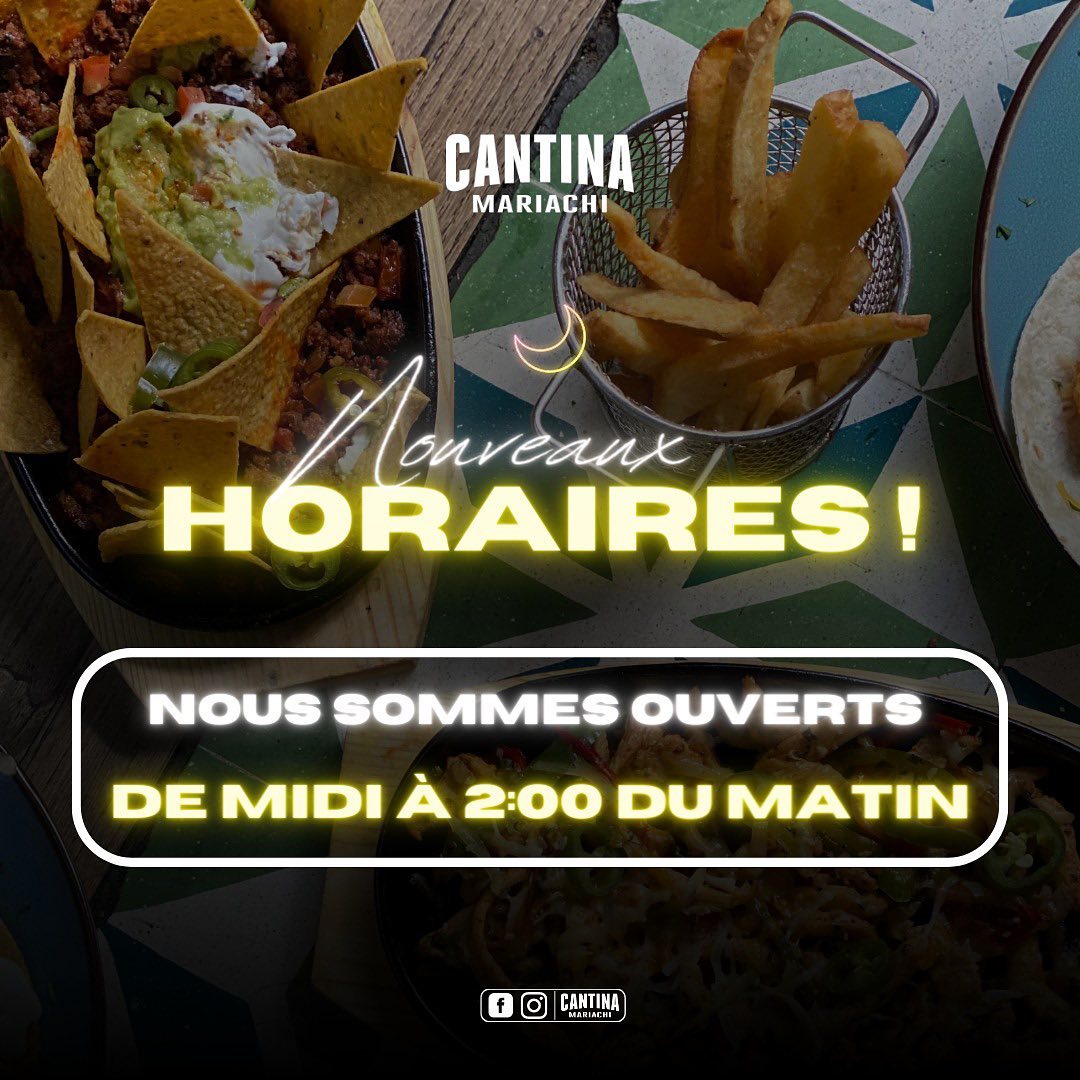 CANTINA
MARIACHI
Nouveaux
HORAIRES !
NOUS SOMMES OUVERTS
DE MIDI À 2:00 DU MATIN
CANTINA
MARIACHI